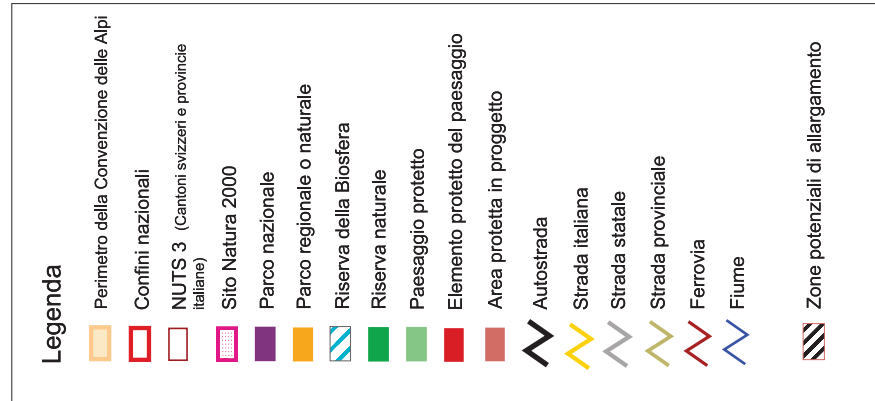 Legenda
Perimetro della Convenzione delle Alpi
Confini nazionali
NUTS 3 (Cantoni svizzeri e provincie
italiane)
Sito Natura 2000
Parco nazionale
Parco regionale o naturale
Riserva della Biosfera
Riserva naturale
Paesaggio protetto
Elemento protetto del paesaggio
Area protetta in proggetto
Autostrada
Strada italiana
Strada statale
Strada provinciale
Ferrovia
Fiume
Zone potenziali di allargamento